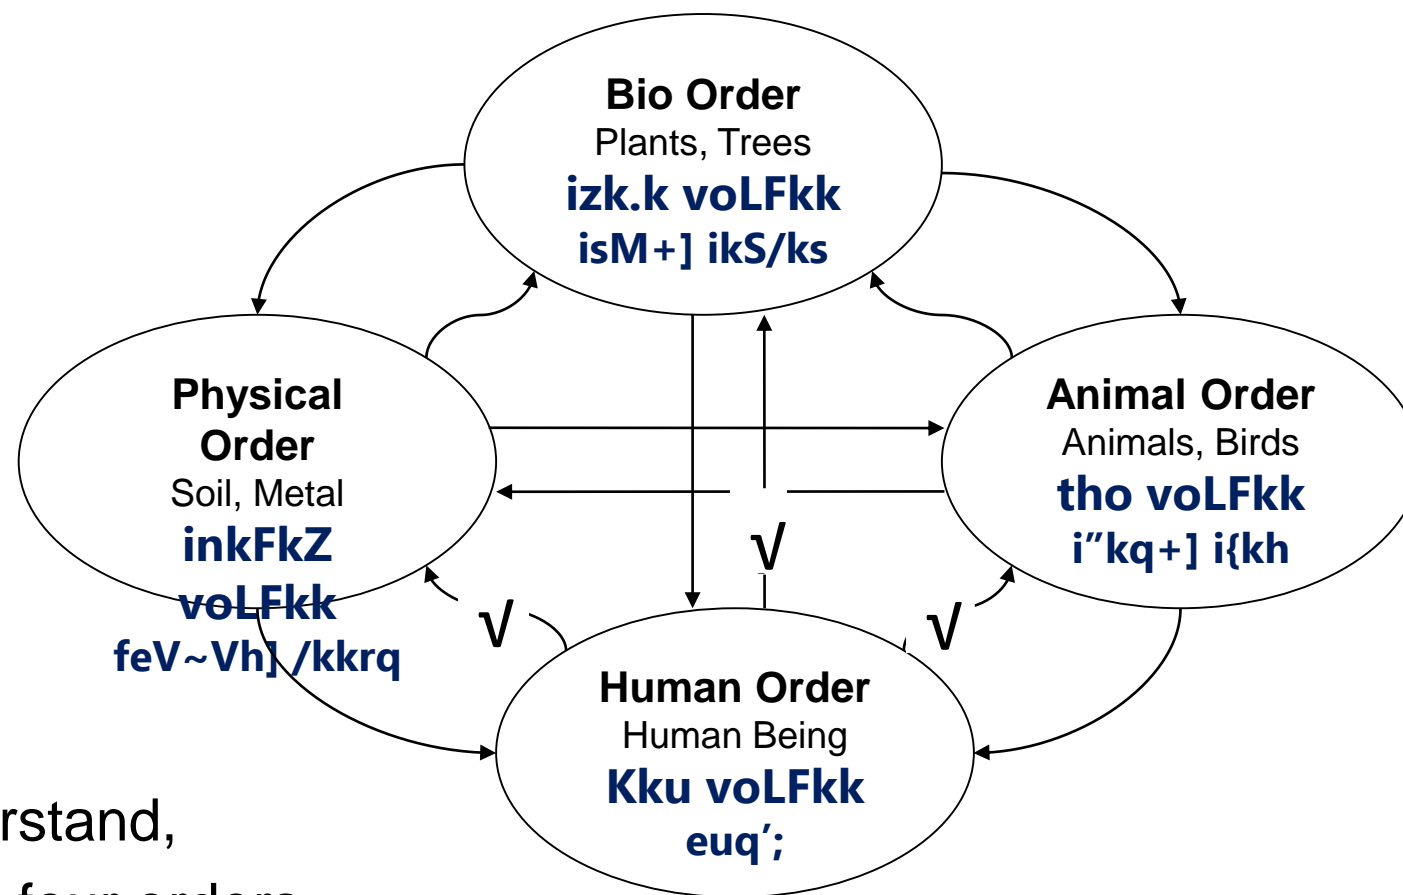 Bio Order
Plants, Trees
izk.k voLFkk
isM+] ikS/ks
Physical
Order
Soil, Metal
inkFkZ
voLFkk
feV~Vh] /kkrq
Animal Order
Animals, Birds
tho voLFkk
i″kq+] i{kh
√
√
√
Human Order
Human Being
Kku voLFkk
euq′;
rstand,